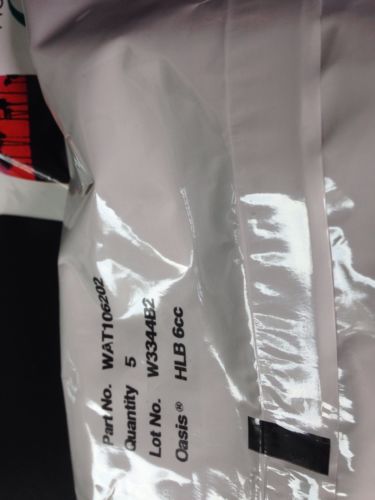 Part No. WAT106202
Quantity 5
Lot No. W3344B2
Oasis® HLB 6cc